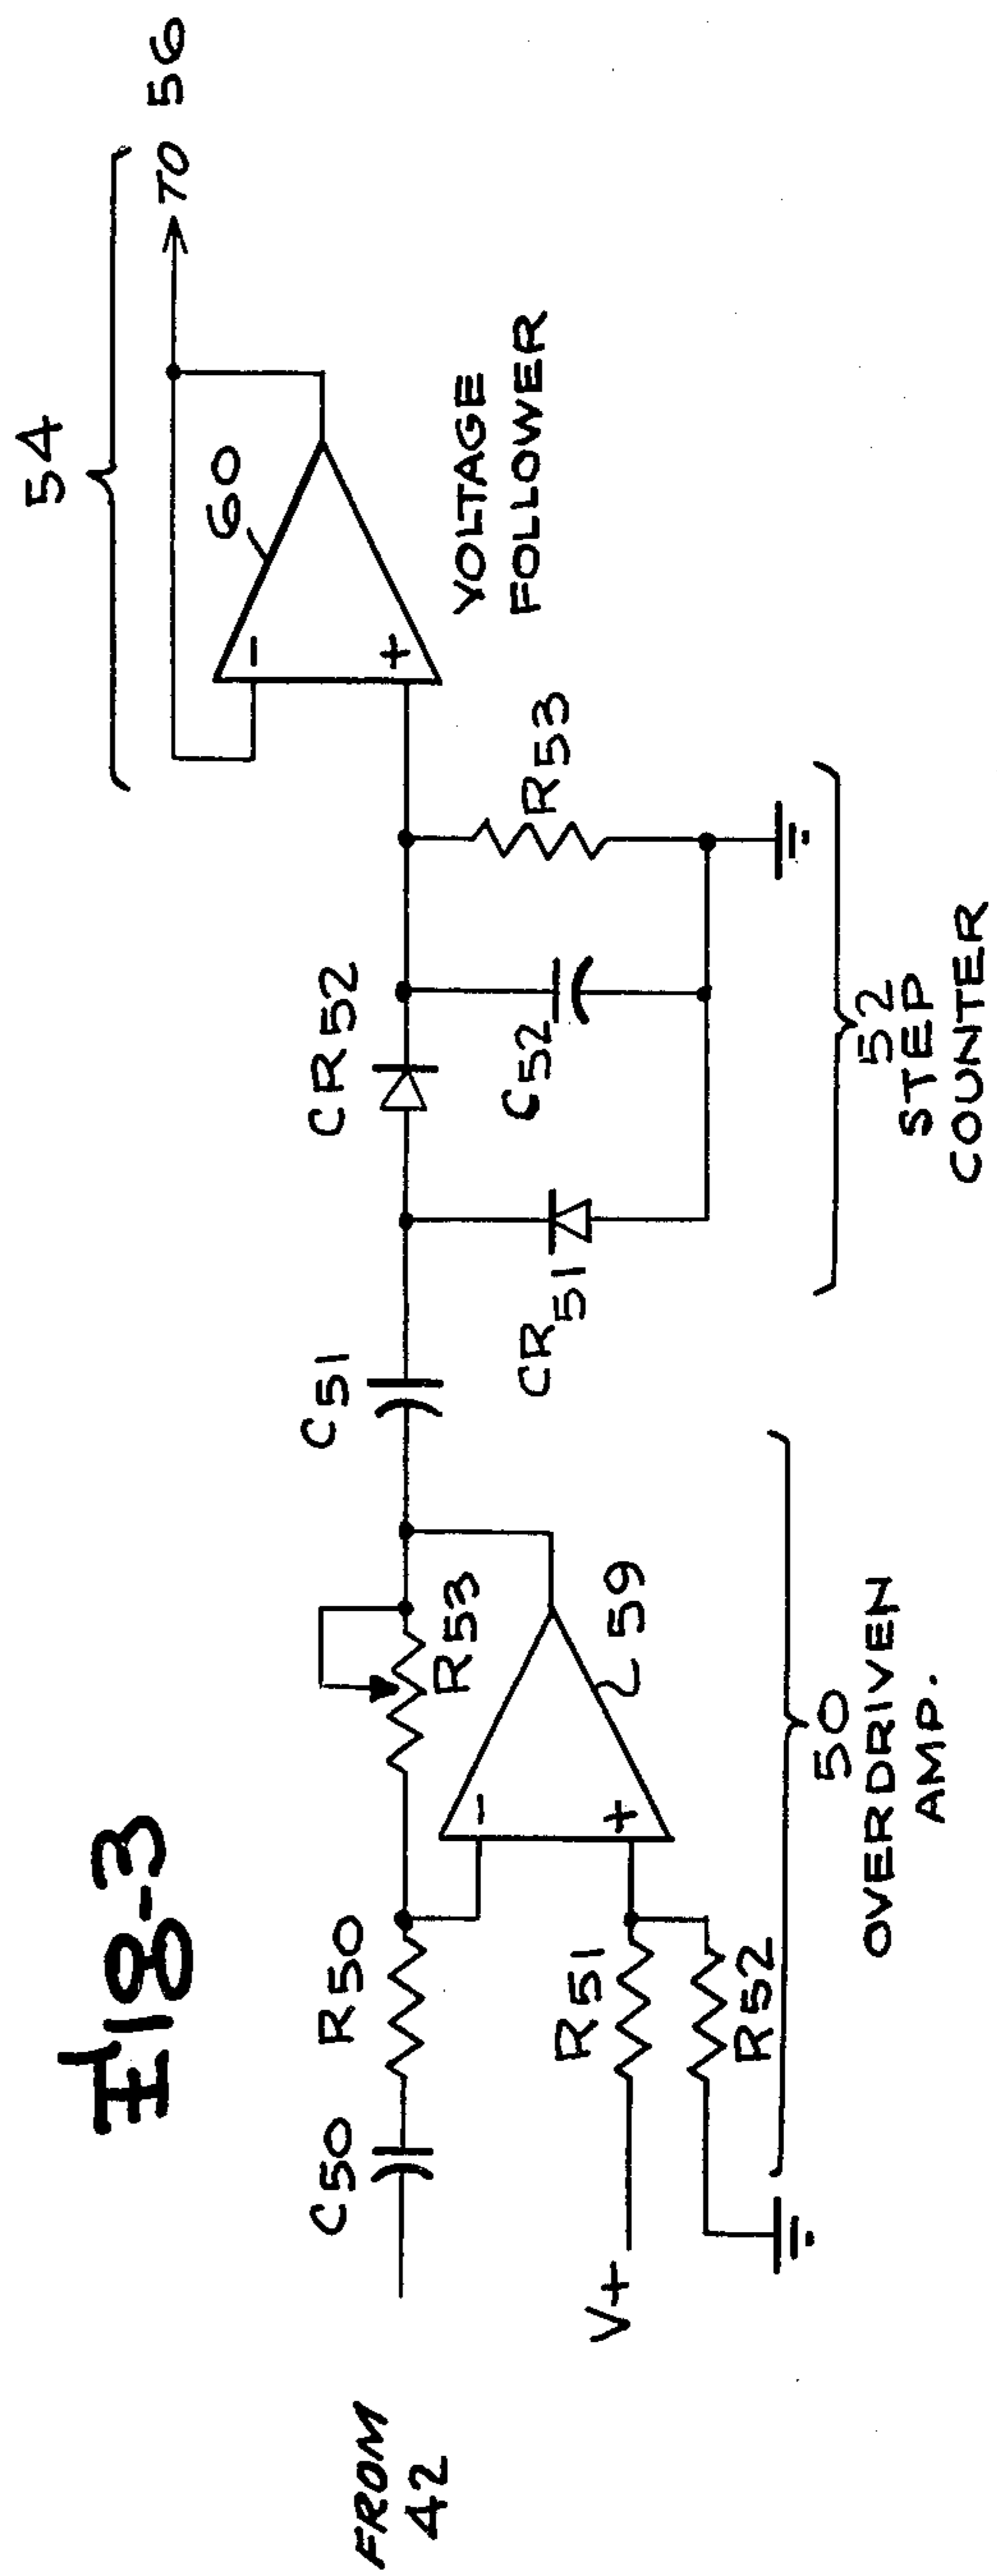 Fig-3
FROM
42
C50
R50
R53
V+
R51
R52
-
+
59
50
OVERDRIVEN
AMP.
C51
CR51
CR52
C52
R53
52
STEP
COUNTER
-
+
60
VOLTAGE
FOLLOWER
54
TO 56